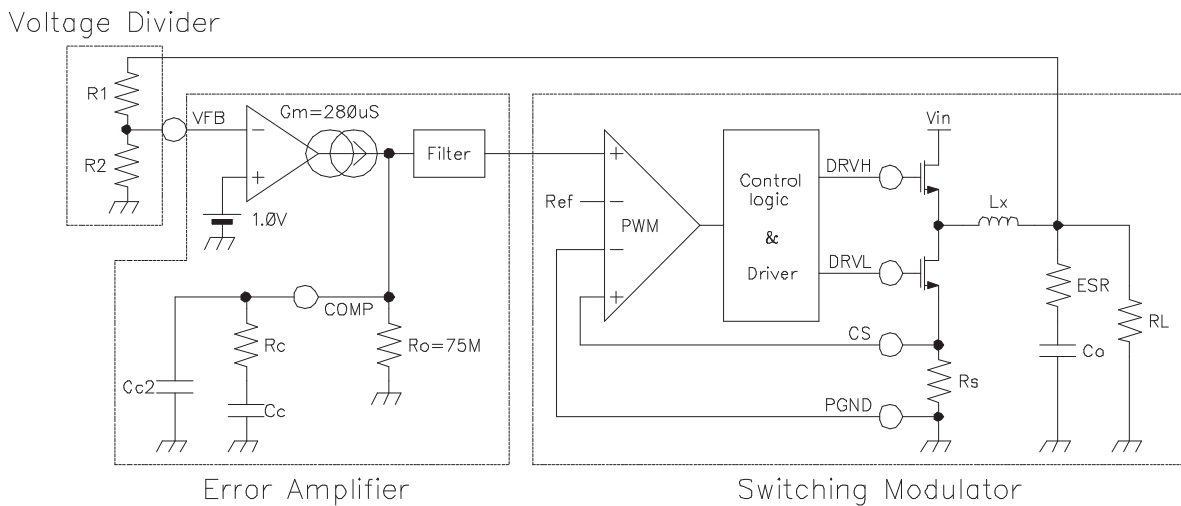 Voltage Divider
R1
R2
VFB
Gm=280uS
1.0V
Filter
COMP
Rc
Cc2
Cc
Ro=75M
Error Amplifier
Ref
PWM
Control
logic
&
Driver
DRVH
DRVL
CS
PGND
Vin
Lx
Rs
ESR
Co
RL
Switching Modulator